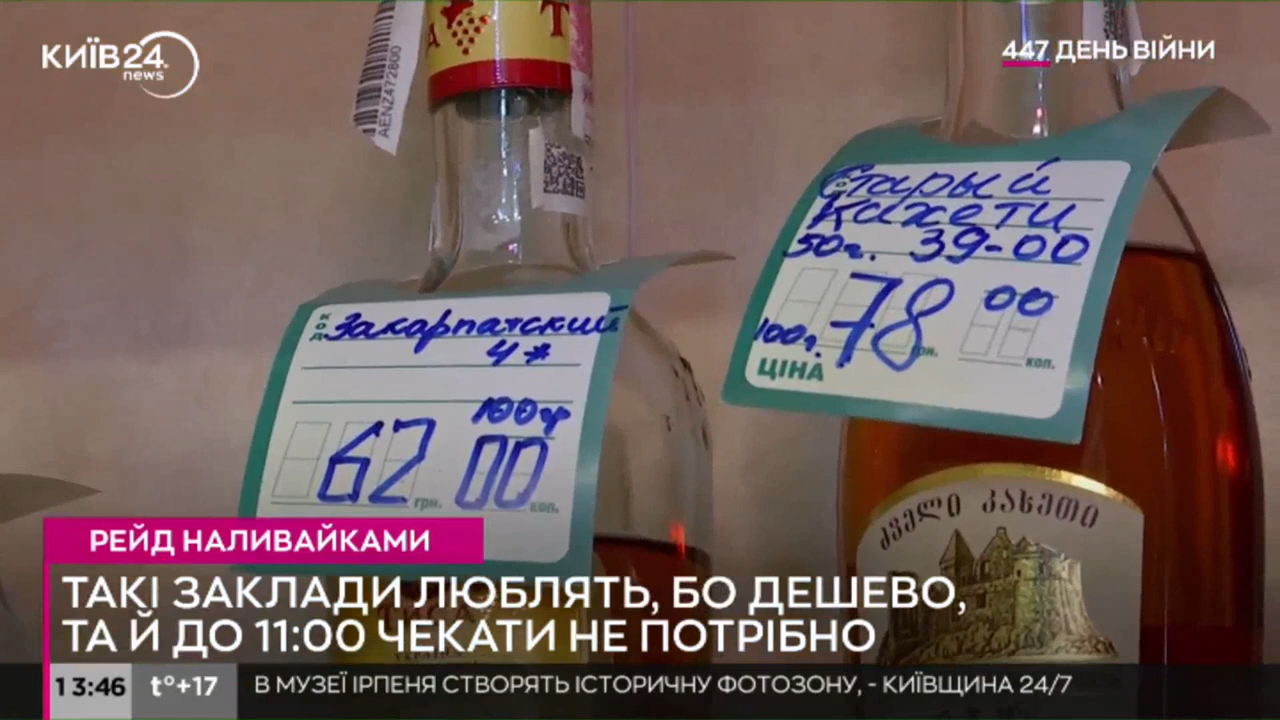 КИЇВ24
news
447 ДЕНЬ ВІЙНИ
AENZ472800
КОД
Закарпатский
4*
100г
62 00
грн. коп.
Старый
Кахети
50г. 39-00
78 00
100г.
грн. коп.
ЦІНА
ძველი კახეთი
РЕЙД НАЛИВАЙКАМИ
ТАКІ ЗАКЛАДИ ЛЮБЛЯТЬ, БО ДЕШЕВО,
ТА Й ДО 11:00 ЧЕКАТИ НЕ ПОТРІБНО
13:46
t°+17
В МУЗЕЇ ІРПЕНЯ СТВОРЯТЬ ІСТОРИЧНУ ФОТОЗОНУ, - КИЇВЩИНА 24/7